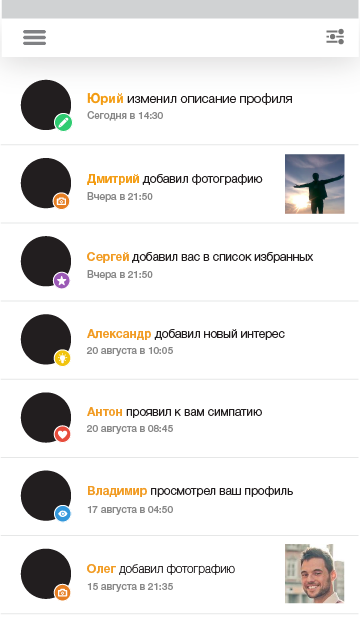 Юрий изменил описание профиля
Сегодня в 14:30
Дмитрий добавил фотографию
Вчера в 21:50
Сергей добавил вас в список избранных
Вчера в 21:50
Александр добавил новый интерес
20 августа в 10:05
Антон проявил к вам симпатию
20 августа в 08:45
Владимир просмотрел ваш профиль
17 августа в 04:50
Олег добавил фотографию
15 августа в 21:35